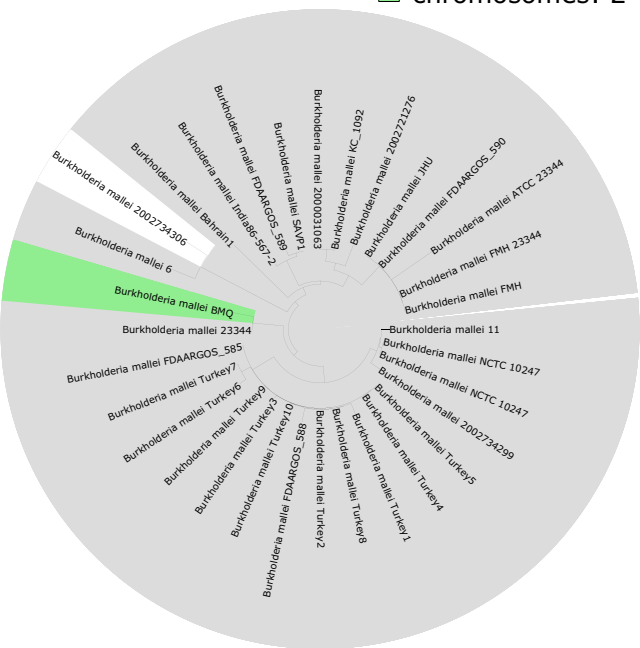 Burkholderia mallei 2000031063
Burkholderia mallei KC_1092
Burkholderia mallei 2002721276
Burkholderia mallei JHU
Burkholderia mallei FDAARGOS_590
Burkholderia mallei ATCC 23344
Burkholderia mallei FMH 23344
Burkholderia mallei FMH
Burkholderia mallei 11
Burkholderia mallei NCTC 10247
Burkholderia mallei NCTC 10247
Burkholderia mallei 2002734299
Burkholderia mallei Turkey5
Burkholderia mallei Turkey4
Burkholderia mallei Turkey1
Burkholderia mallei Turkey8
Burkholderia mallei Turkey2
Burkholderia mallei FDAARGOS_588
Burkholderia mallei Turkey10
Burkholderia mallei Turkey3
Burkholderia mallei Turkey9
Burkholderia mallei Turkey6
Burkholderia mallei Turkey7
Burkholderia mallei FDAARGOS_585
Burkholderia mallei 23344
Burkholderia mallei BMQ
Burkholderia mallei 6
Burkholderia mallei 2002734306
Burkholderia mallei Bahrain1
Burkholderia mallei India86-567-2
Burkholderia mallei FDAARGOS_589
Burkholderia mallei SAVP1